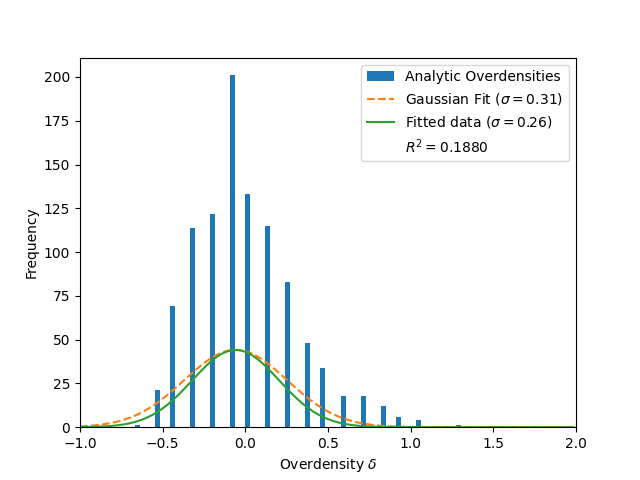 Analytic Overdensities
Gaussian Fit (σ = 0.31)
Fitted data (σ = 0.26)
R² = 0.1880
200
175
150
125
100
75
50
25
0
Frequency
−1.0 −0.5 0.0 0.5 1.0 1.5 2.0
Overdensity δ